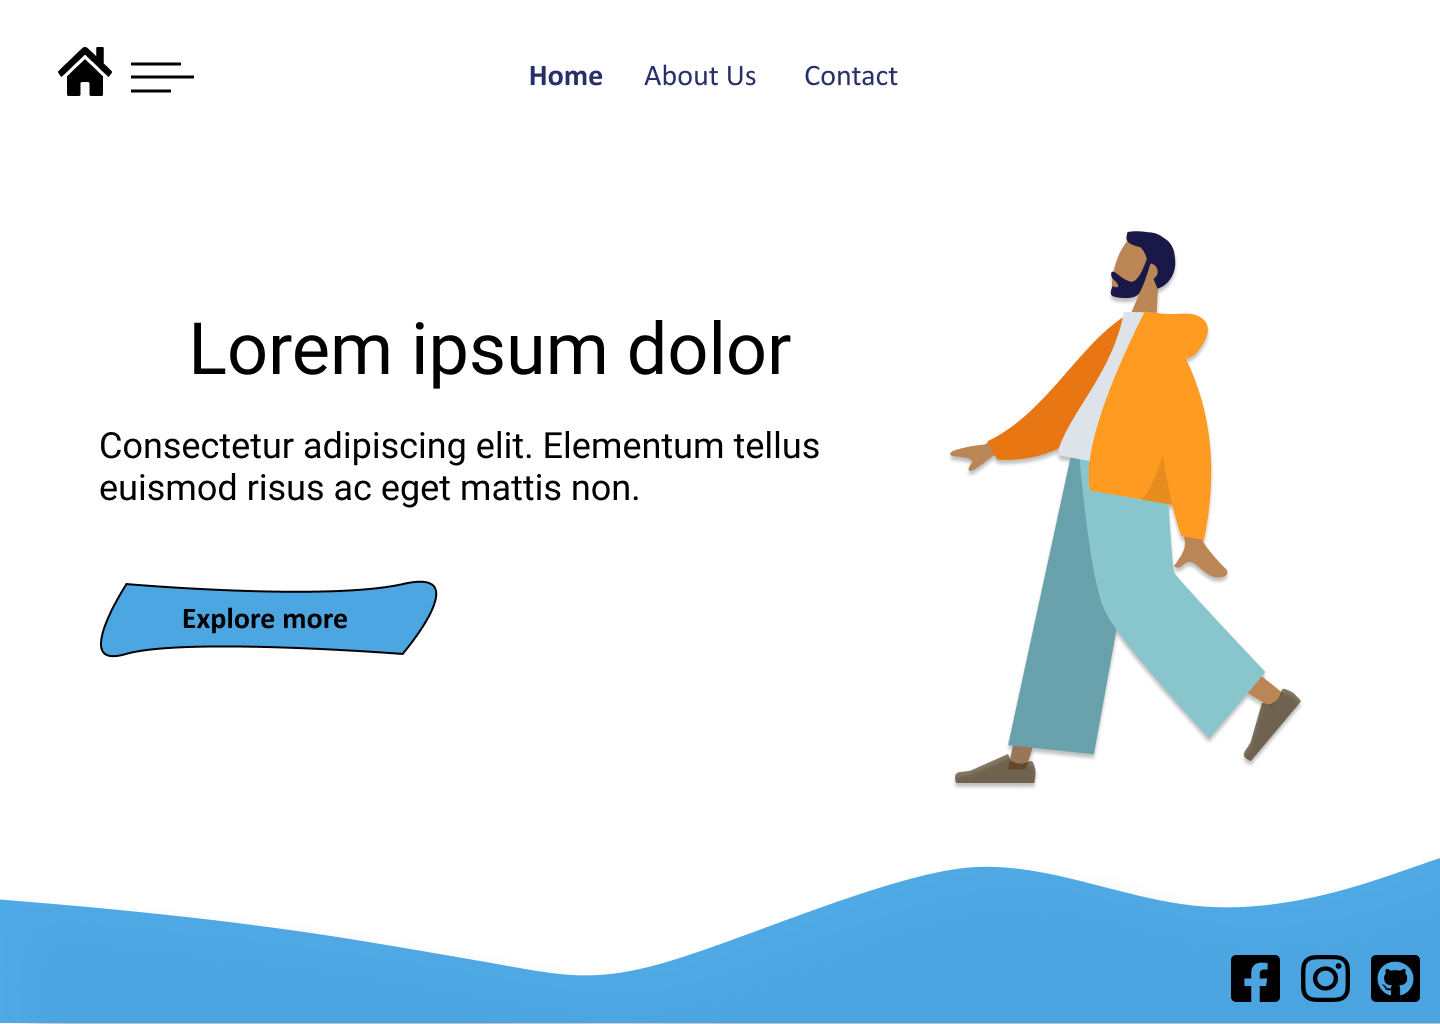 Home About Us Contact
Lorem ipsum dolor
Consectetur adipiscing elit. Elementum tellus
euismod risus ac eget mattis non.
Explore more